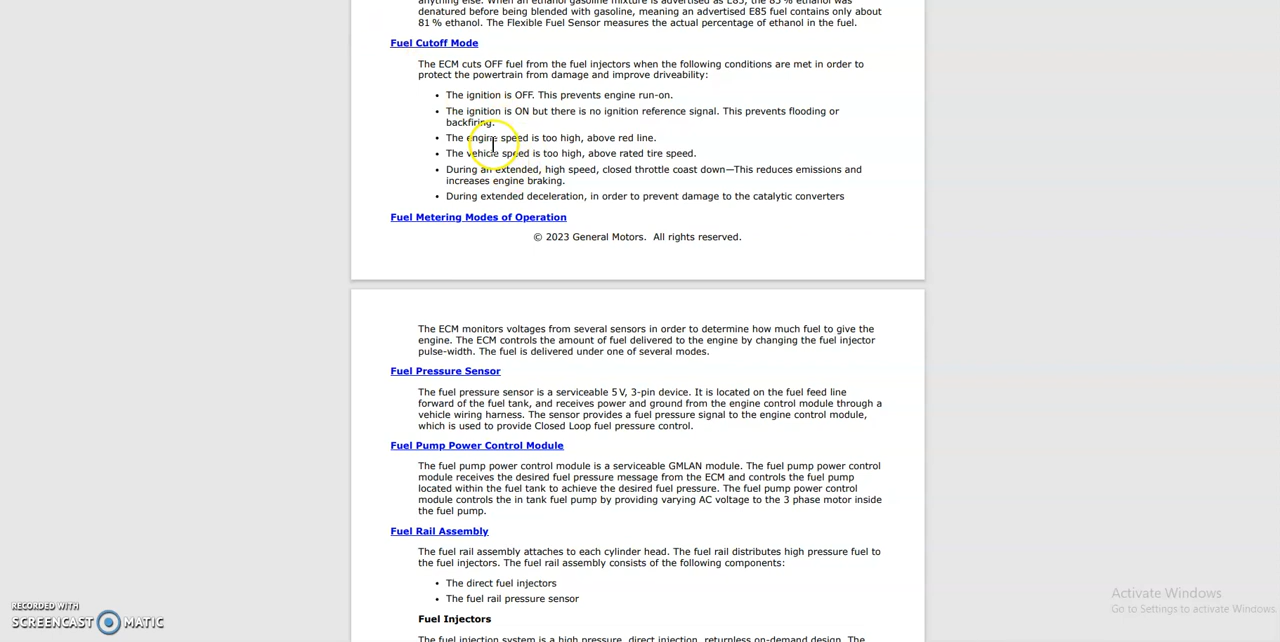 anything else. When an ethanol gasoline mixture is advertised as E85, the 85 % ethanol was
denatured before being blended with gasoline, meaning an advertised E85 fuel contains only about
81 % ethanol. The Flexible Fuel Sensor measures the actual percentage of ethanol in the fuel.
Fuel Cutoff Mode
The ECM cuts OFF fuel from the fuel injectors when the following conditions are met in order to
protect the powertrain from damage and improve driveability:
• The ignition is OFF. This prevents engine run-on.
• The ignition is ON but there is no ignition reference signal. This prevents flooding or
backfiring.
• The engine speed is too high, above red line.
• The vehicle speed is too high, above rated tire speed.
• During an extended, high speed, closed throttle coast down—This reduces emissions and
increases engine braking.
• During extended deceleration, in order to prevent damage to the catalytic converters
Fuel Metering Modes of Operation
© 2023 General Motors. All rights reserved.
The ECM monitors voltages from several sensors in order to determine how much fuel to give the
engine. The ECM controls the amount of fuel delivered to the engine by changing the fuel injector
pulse-width. The fuel is delivered under one of several modes.
Fuel Pressure Sensor
The fuel pressure sensor is a serviceable 5 V, 3-pin device. It is located on the fuel feed line
forward of the fuel tank, and receives power and ground from the engine control module through a
vehicle wiring harness. The sensor provides a fuel pressure signal to the engine control module,
which is used to provide Closed Loop fuel pressure control.
Fuel Pump Power Control Module
The fuel pump power control module is a serviceable GMLAN module. The fuel pump power control
module receives the desired fuel pressure message from the ECM and controls the fuel pump
located within the fuel tank to achieve the desired fuel pressure. The fuel pump power control
module controls the in tank fuel pump by providing varying AC voltage to the 3 phase motor inside
the fuel pump.
Fuel Rail Assembly
The fuel rail assembly attaches to each cylinder head. The fuel rail distributes high pressure fuel to
the fuel injectors. The fuel rail assembly consists of the following components:
• The direct fuel injectors
• The fuel rail pressure sensor
Fuel Injectors
The fuel injection system is a high pressure, direct injection, returnless on-demand design. The
Activate Windows
Go to Settings to activate Windows.
RECORDED WITH
SCREENCAST MATIC